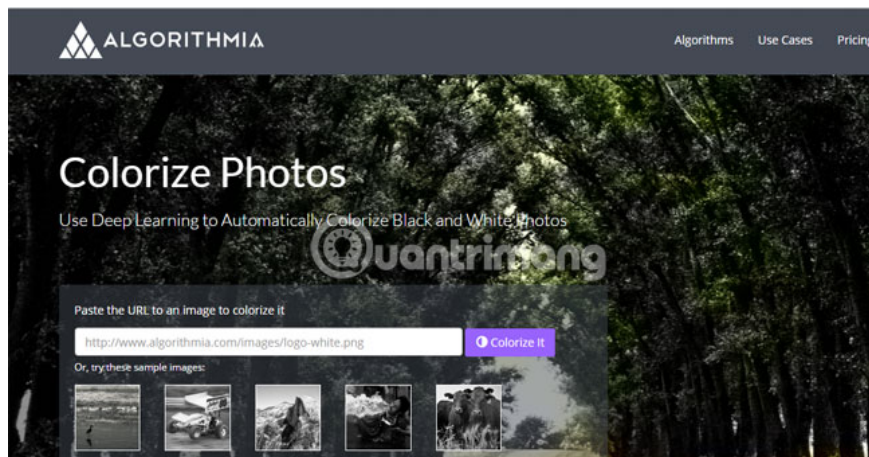 ALGORITHMIA
Algorithms Use Cases Pricing
Colorize Photos
Use Deep Learning to Automatically Colorize Black and White Photos
Quantrimang
Paste the URL to an image to colorize it
http://www.algorithmia.com/images/logo-white.png Colorize It
Or, try these sample images: